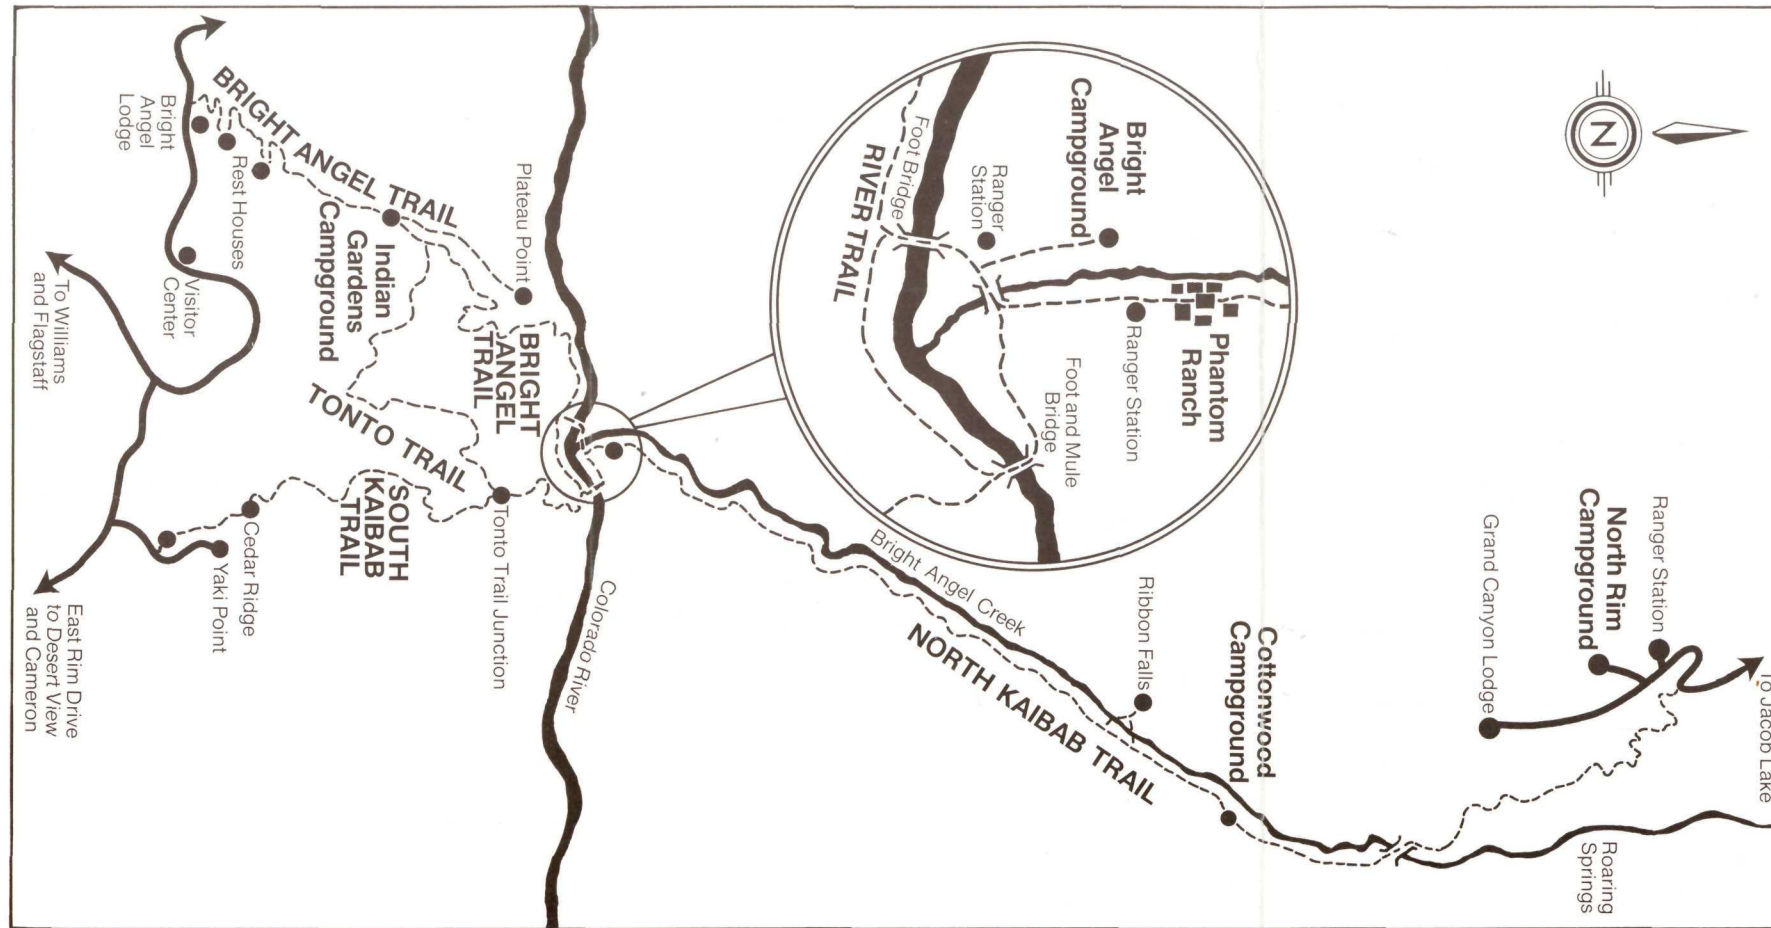 To Jacob Lake
Ranger Station
North Rim
Campground
Roaring
Springs
N
Grand Canyon Lodge
Cottonwood
Campground
Ribbon Falls
NORTH KAIBAB TRAIL
Bright Angel Creek
Phantom
Ranch
Ranger Station
Bright
Angel
Campground
Ranger
Station
Foot and Mule
Bridge
Foot Bridge
RIVER TRAIL
Colorado River
Plateau Point
BRIGHT
ANGEL
TRAIL
Tonto Trail Junction
BRIGHT ANGEL TRAIL
Indian
Gardens
Campground
TONTO TRAIL
SOUTH
KAIBAB
TRAIL
Rest Houses
Cedar Ridge
Yaki Point
Bright
Angel
Lodge
Visitor
Center
To Williams
and Flagstaff
East Rim Drive
to Desert View
and Cameron